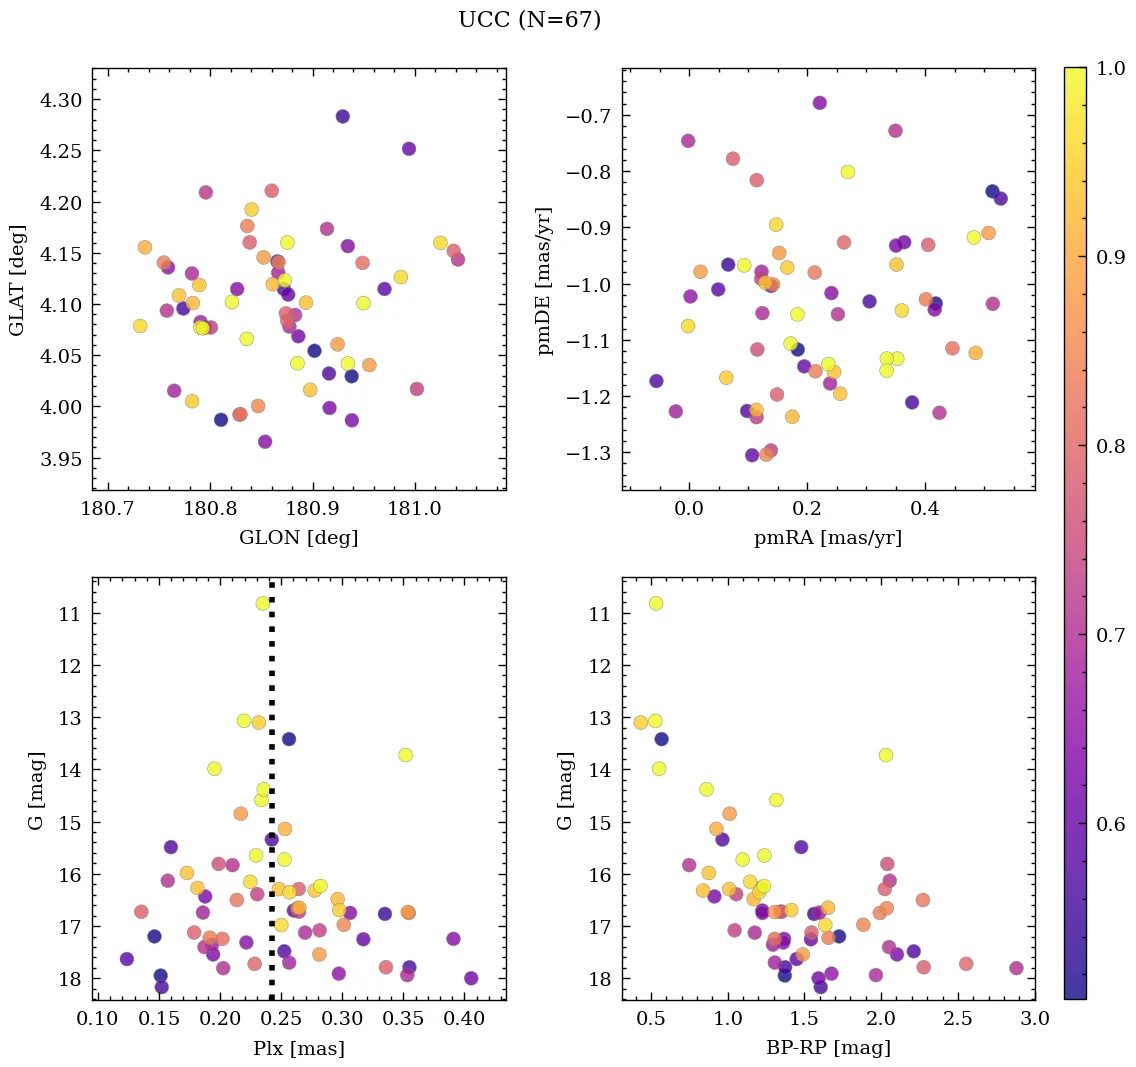 UCC (N=67)
4.30
4.25
4.20
4.15
4.10
4.05
4.00
3.95
GLAT [deg]
180.7 180.8 180.9 181.0
GLON [deg]
−0.7
−0.8
−0.9
−1.0
−1.1
−1.2
−1.3
pmDE [mas/yr]
0.0 0.2 0.4
pmRA [mas/yr]
11
12
13
14
15
16
17
18
G [mag]
0.10 0.15 0.20 0.25 0.30 0.35 0.40
Plx [mas]
11
12
13
14
15
16
17
18
G [mag]
0.5 1.0 1.5 2.0 2.5 3.0
BP-RP [mag]
1.0
0.9
0.8
0.7
0.6